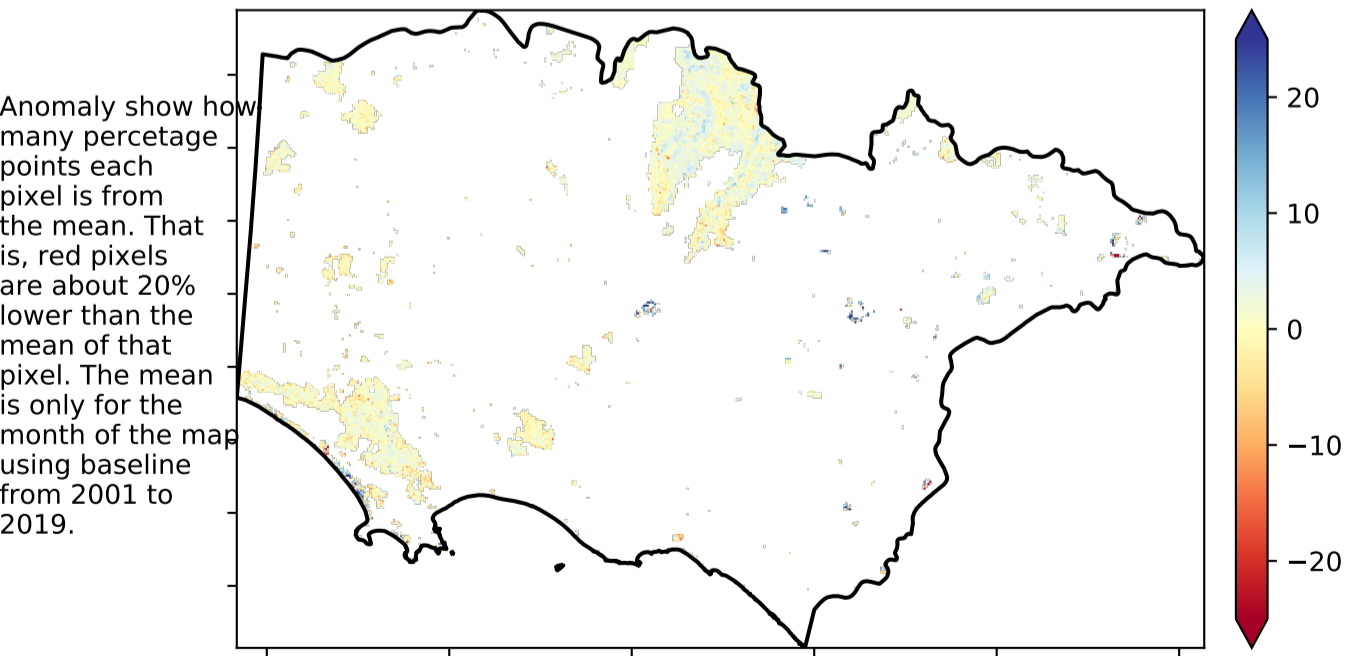 Anomaly show how
many percetage
points each
pixel is from
the mean. That
is, red pixels
are about 20%
lower than the
mean of that
pixel. The mean
is only for the
month of the map
using baseline
from 2001 to
2019.
20
10
0
−10
−20